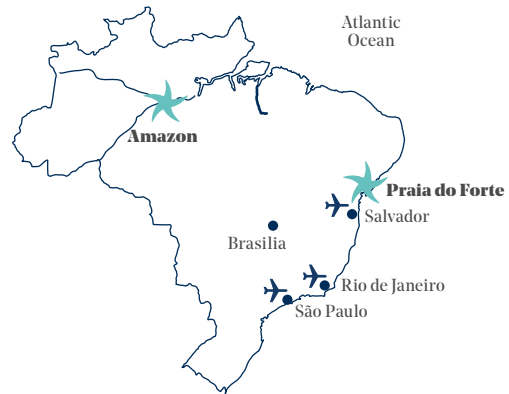 Atlantic
Ocean
Amazon
Praia do Forte
Salvador
Brasilia
Rio de Janeiro
São Paulo